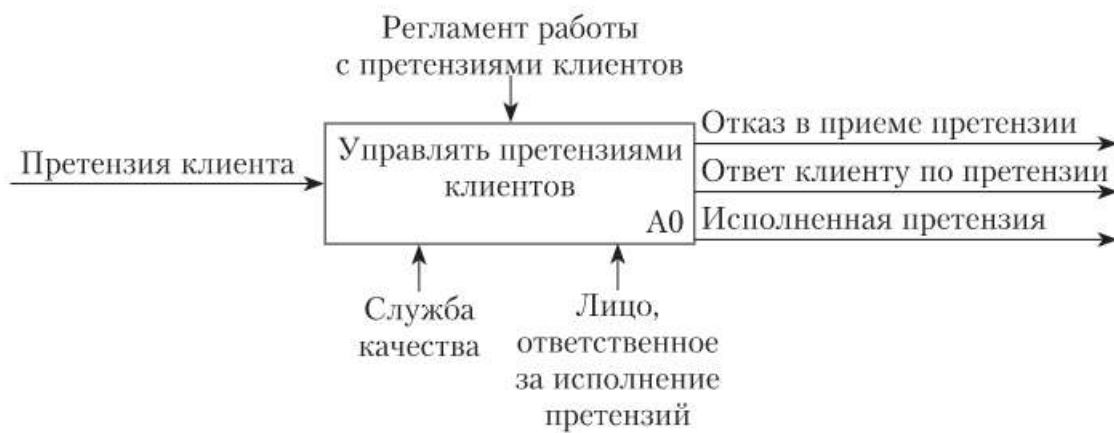 Регламент работы
с претензиями клиентов
Претензия клиента
Управлять претензиями
клиентов
А0
Отказ в приеме претензии
Ответ клиенту по претензии
Исполненная претензия
Служба
качества
Лицо,
ответственное
за исполнение
претензий